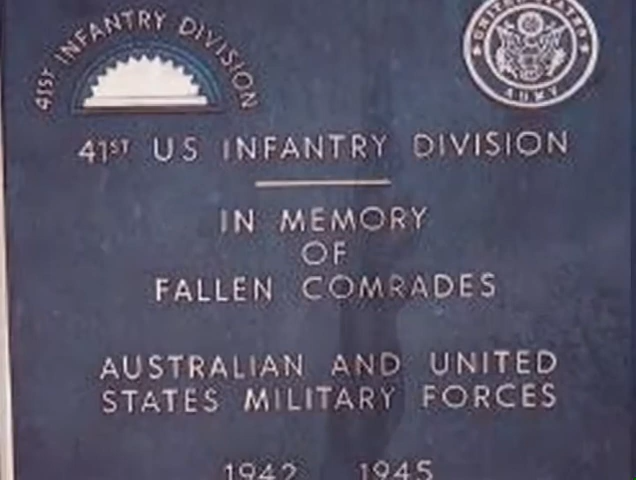 41ST INFANTRY DIVISION
UNITED STATES
ARMY
41ST US INFANTRY DIVISION
IN MEMORY
OF
FALLEN COMRADES
AUSTRALIAN AND UNITED
STATES MILITARY FORCES
1942 1945